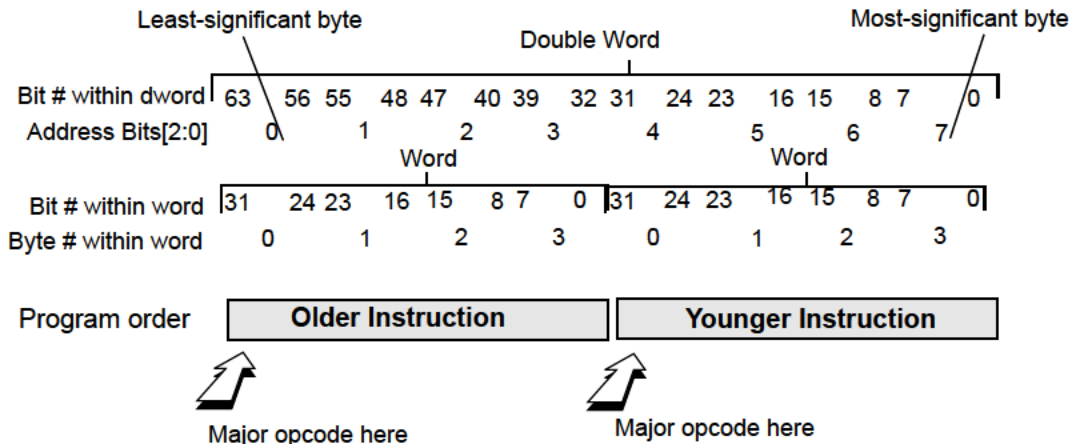 Least-significant byte
Most-significant byte
Double Word
Bit # within dword 63 56 55 48 47 40 39 32 31 24 23 16 15 8 7 0
Address Bits[2:0] 0 1 2 3 4 5 6 7
Word Word
Bit # within word 31 24 23 16 15 8 7 0 31 24 23 16 15 8 7 0
Byte # within word 0 1 2 3 0 1 2 3
Program order Older Instruction Younger Instruction
Major opcode here Major opcode here